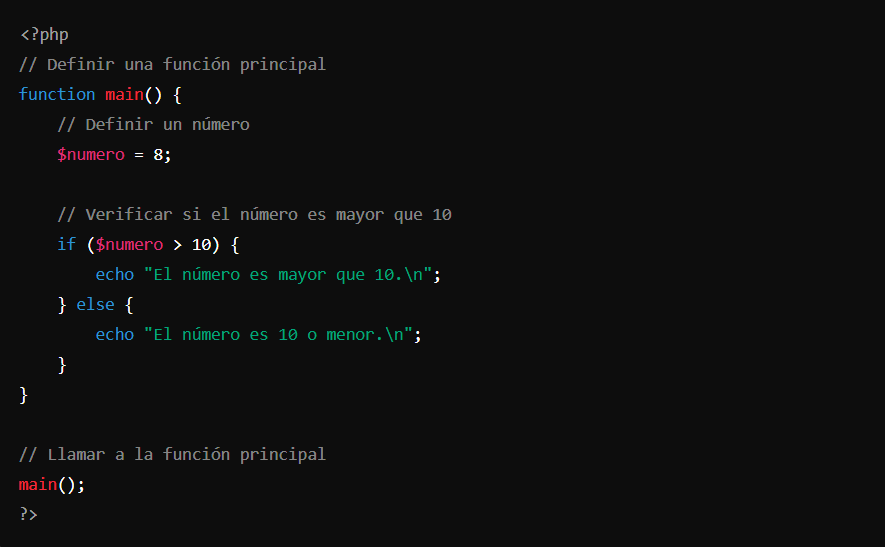 <?php
// Definir una función principal
function main() {
    // Definir un número
    $numero = 8;

    // Verificar si el número es mayor que 10
    if ($numero > 10) {
        echo "El número es mayor que 10.\n";
    } else {
        echo "El número es 10 o menor.\n";
    }
}

// Llamar a la función principal
main();
?>